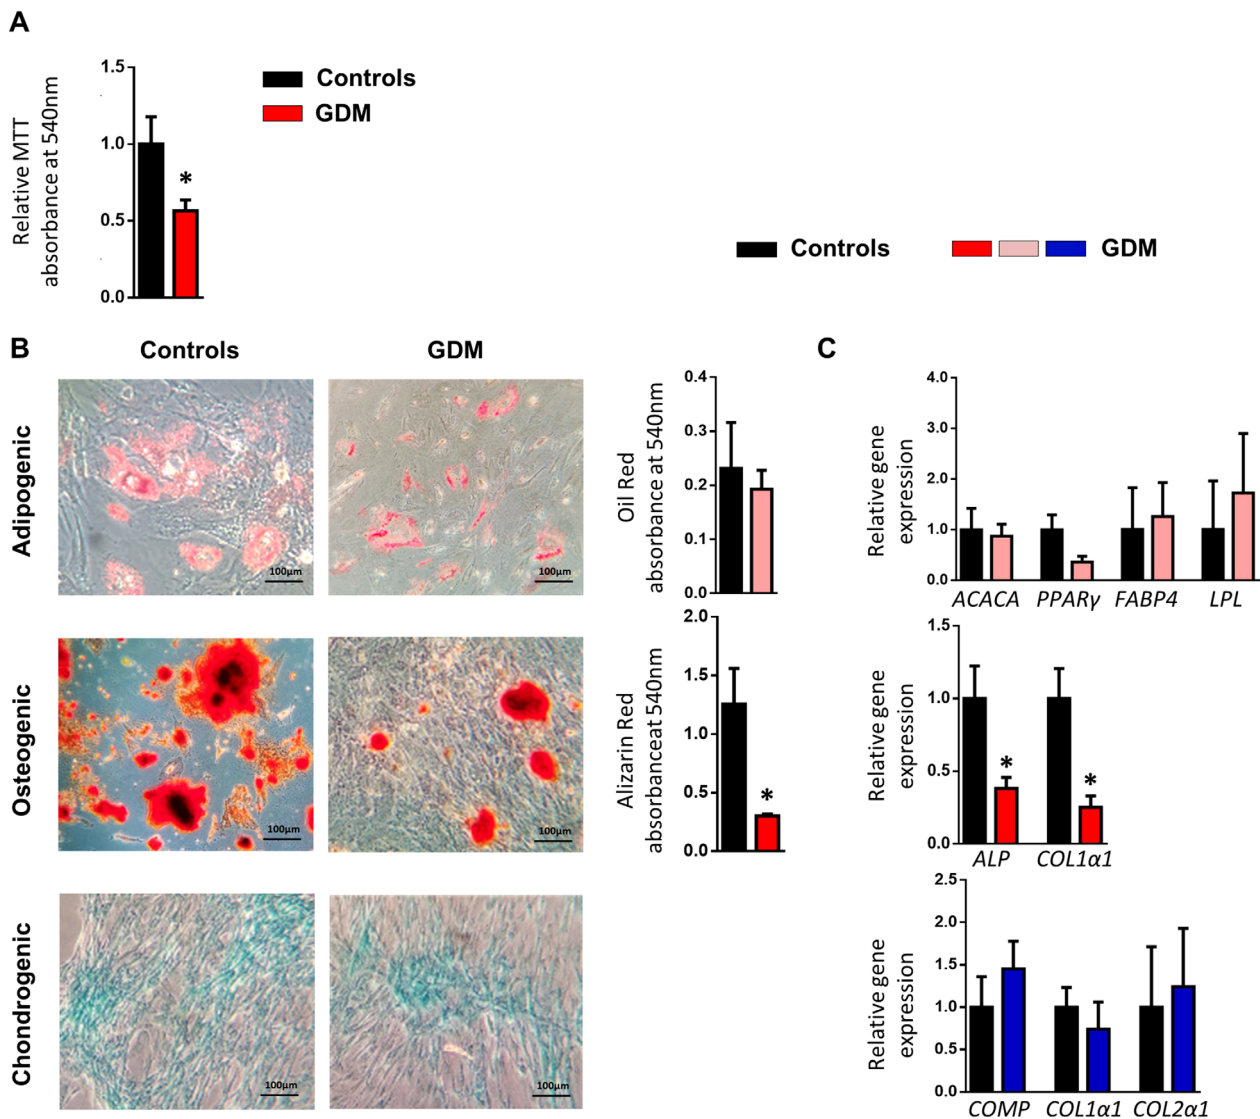 A
Relative MTT
absorbance at 540nm
1.5
1.0
0.5
0.0
*
Controls
GDM
Controls
GDM
B
Controls
GDM
Adipogenic
100μm
100μm
Osteogenic
100μm
100μm
Chondrogenic
100μm
100μm
Oil Red
absorbance at 540nm
0.4
0.3
0.2
0.1
0.0
Alizarin Red
absorbanceat 540nm
2.0
1.5
1.0
0.5
0.0
*
C
Relative gene
expression
4.0
3.0
2.0
1.0
0.0
ACACA PPARγ FABP4 LPL
Relative gene
expression
1.5
1.0
0.5
0.0
* *
ALP COL1α1
Relative gene
expression
2.5
2.0
1.5
1.0
0.5
0.0
COMP COL1α1 COL2α1